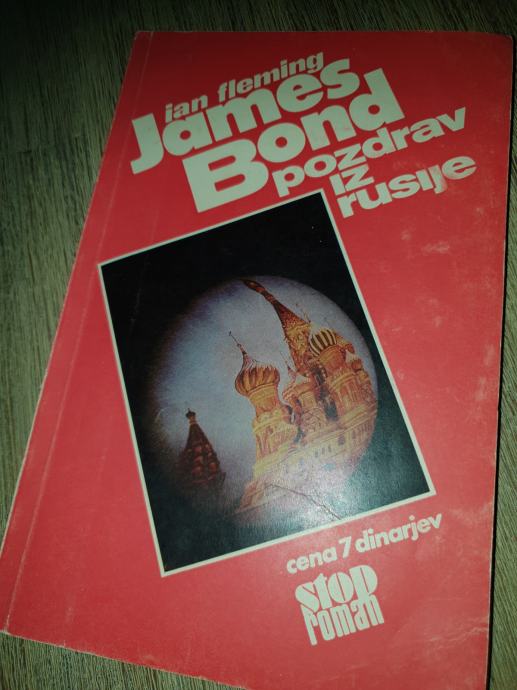 ian fleming
James
Bond
pozdrav
iz
rusije
cena 7 dinarjev
stop
roman